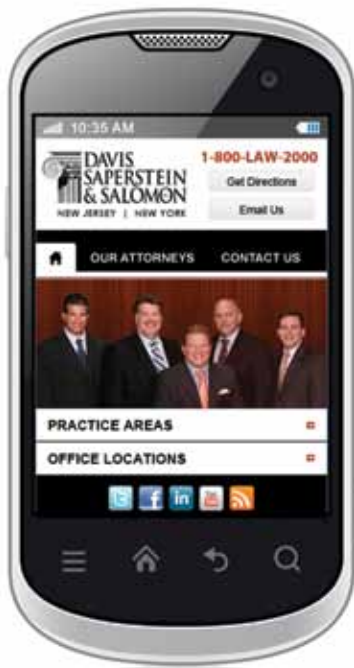 10:35 AM
DAVIS
SAPERSTEIN
& SALOMON
NEW JERSEY | NEW YORK
1-800-LAW-2000
Get Directions
Email Us
OUR ATTORNEYS
CONTACT US
PRACTICE AREAS
OFFICE LOCATIONS
in